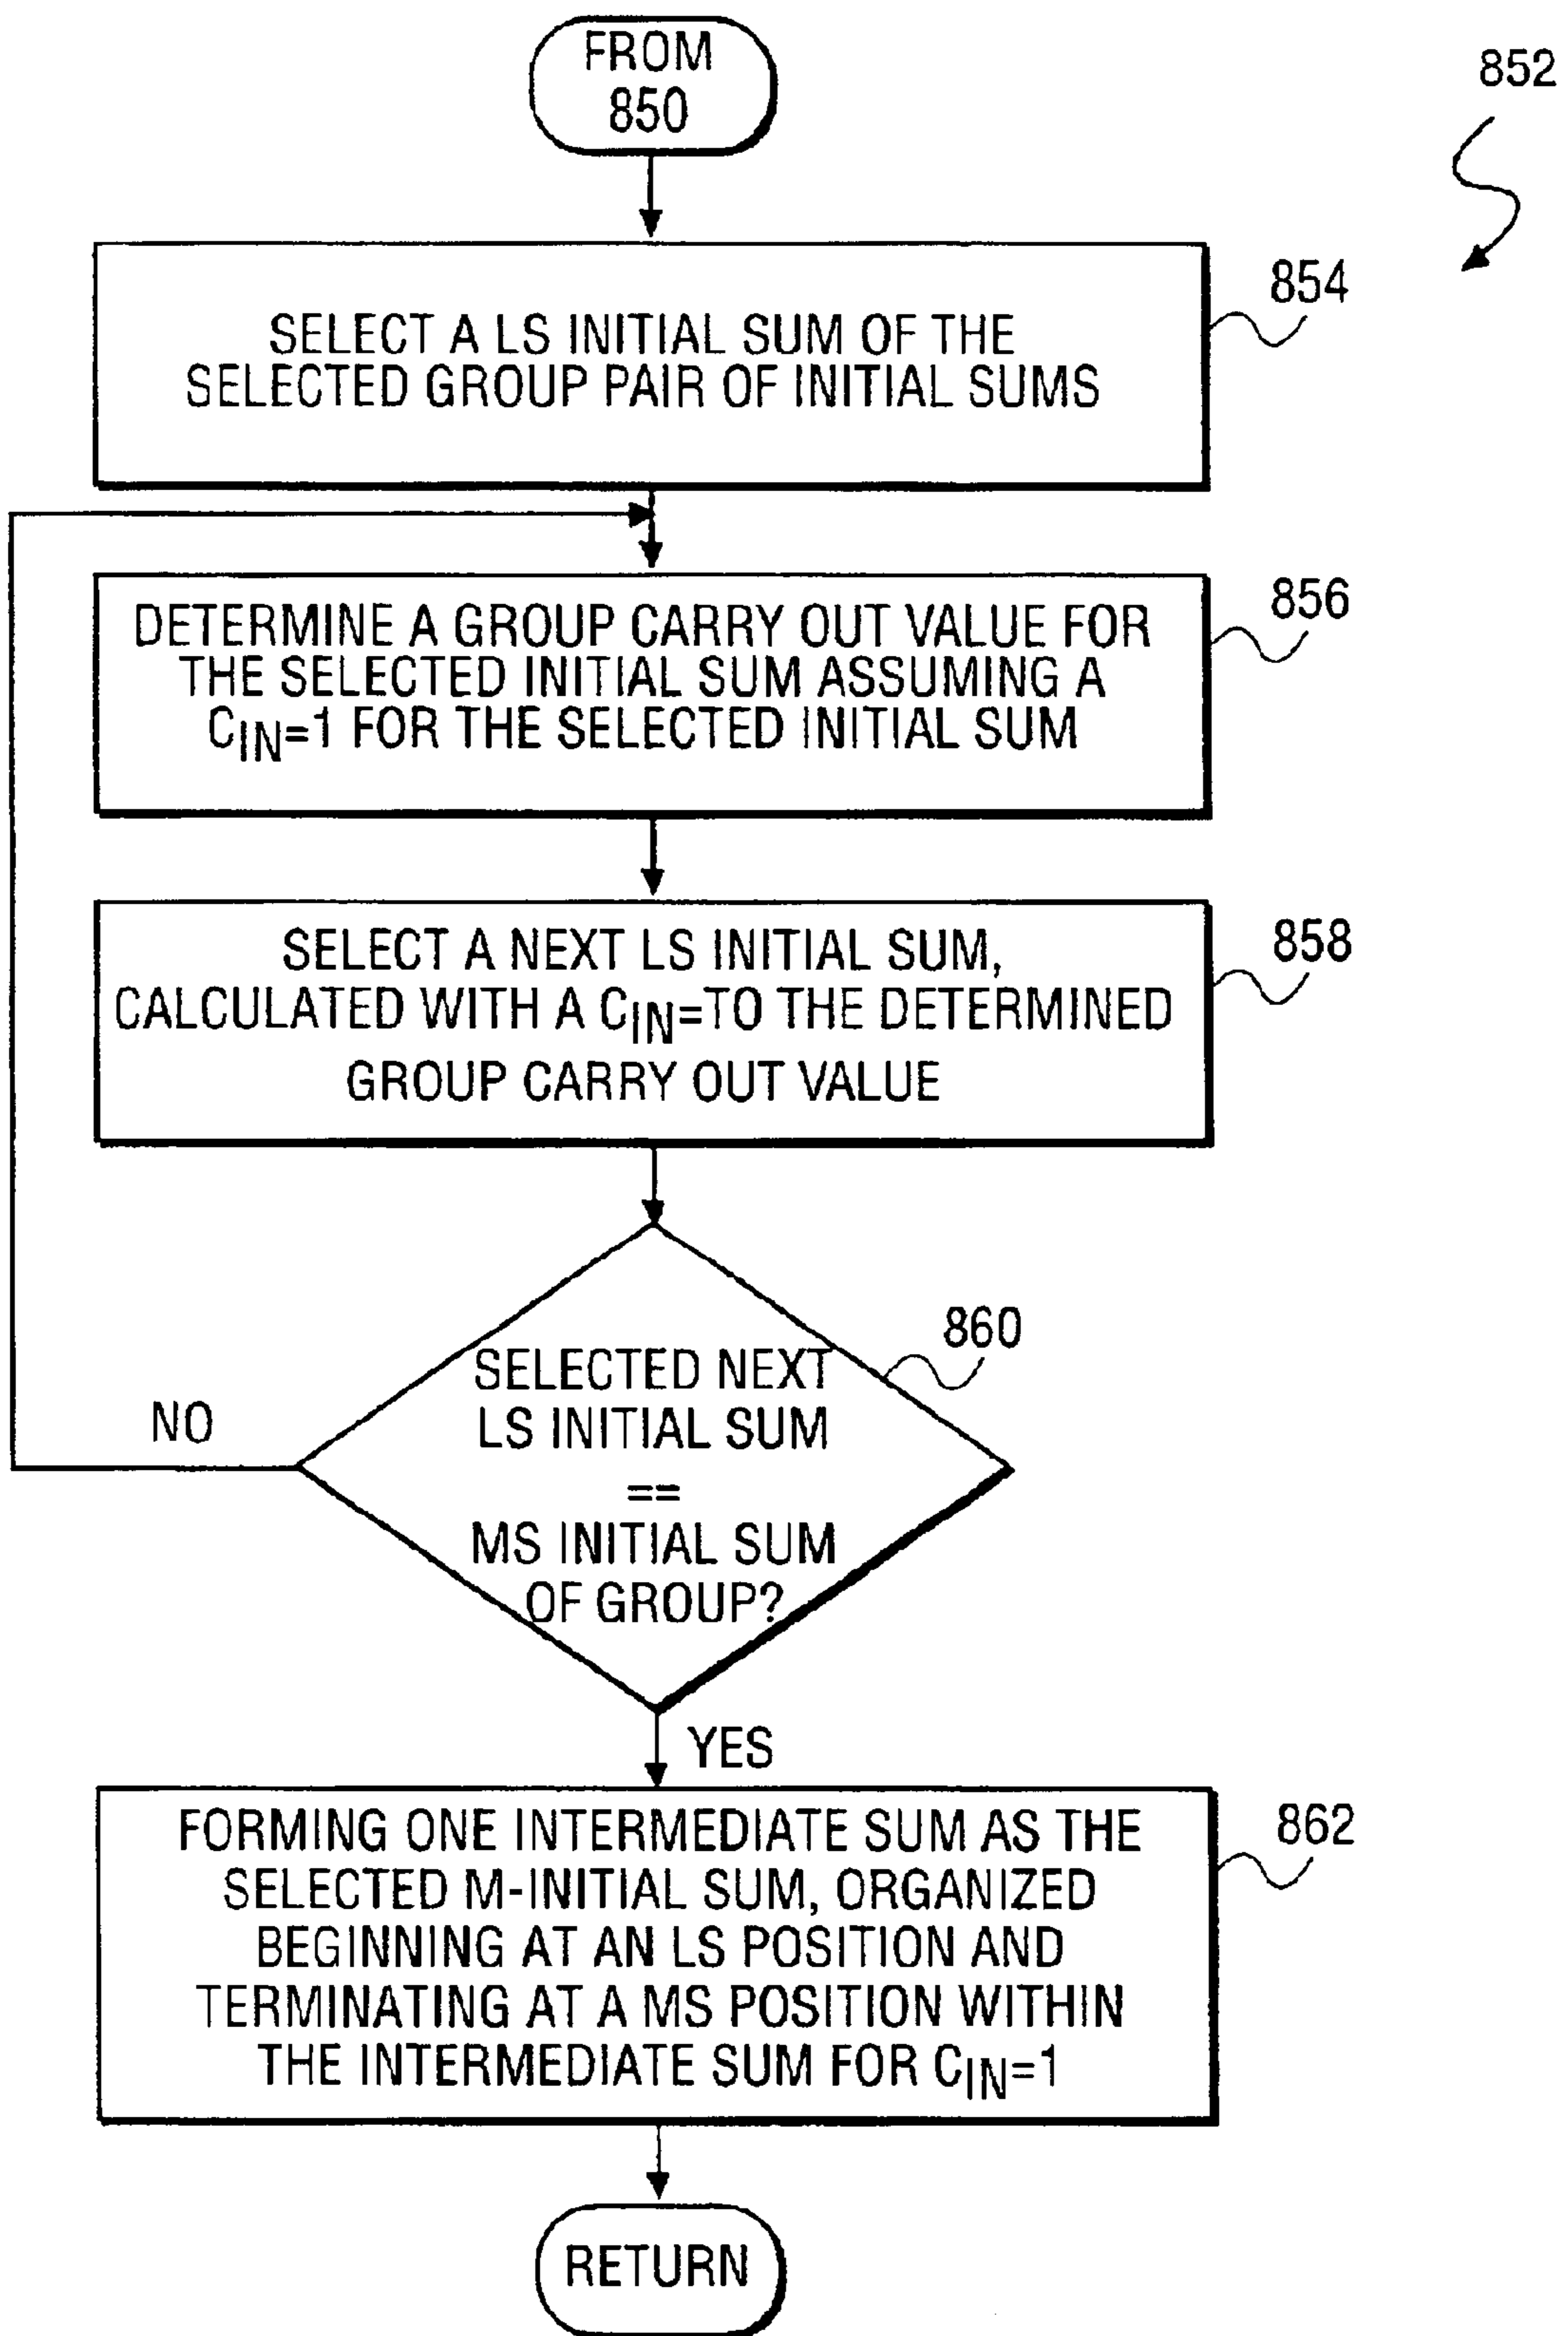 FROM
850
852
SELECT A LS INITIAL SUM OF THE
SELECTED GROUP PAIR OF INITIAL SUMS
854
DETERMINE A GROUP CARRY OUT VALUE FOR
THE SELECTED INITIAL SUM ASSUMING A
CIN=1 FOR THE SELECTED INITIAL SUM
856
SELECT A NEXT LS INITIAL SUM,
CALCULATED WITH A CIN=TO THE DETERMINED
GROUP CARRY OUT VALUE
858
SELECTED NEXT
LS INITIAL SUM
==
MS INITIAL SUM
OF GROUP?
860
NO
YES
FORMING ONE INTERMEDIATE SUM AS THE
SELECTED M-INITIAL SUM, ORGANIZED
BEGINNING AT AN LS POSITION AND
TERMINATING AT A MS POSITION WITHIN
THE INTERMEDIATE SUM FOR CIN=1
862
RETURN